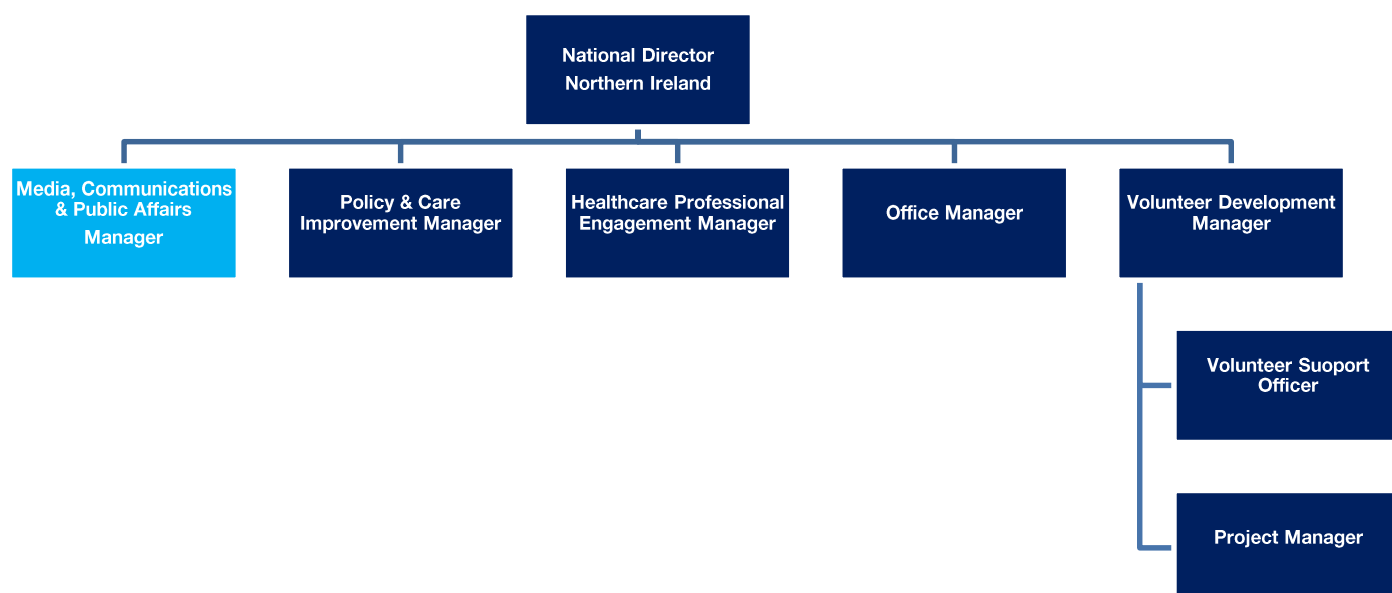 National Director
Northern Ireland
Media, Communications
& Public Affairs
Manager
Policy & Care
Improvement Manager
Healthcare Professional
Engagement Manager
Office Manager
Volunteer Development
Manager
Volunteer Suoport
Officer
Project Manager